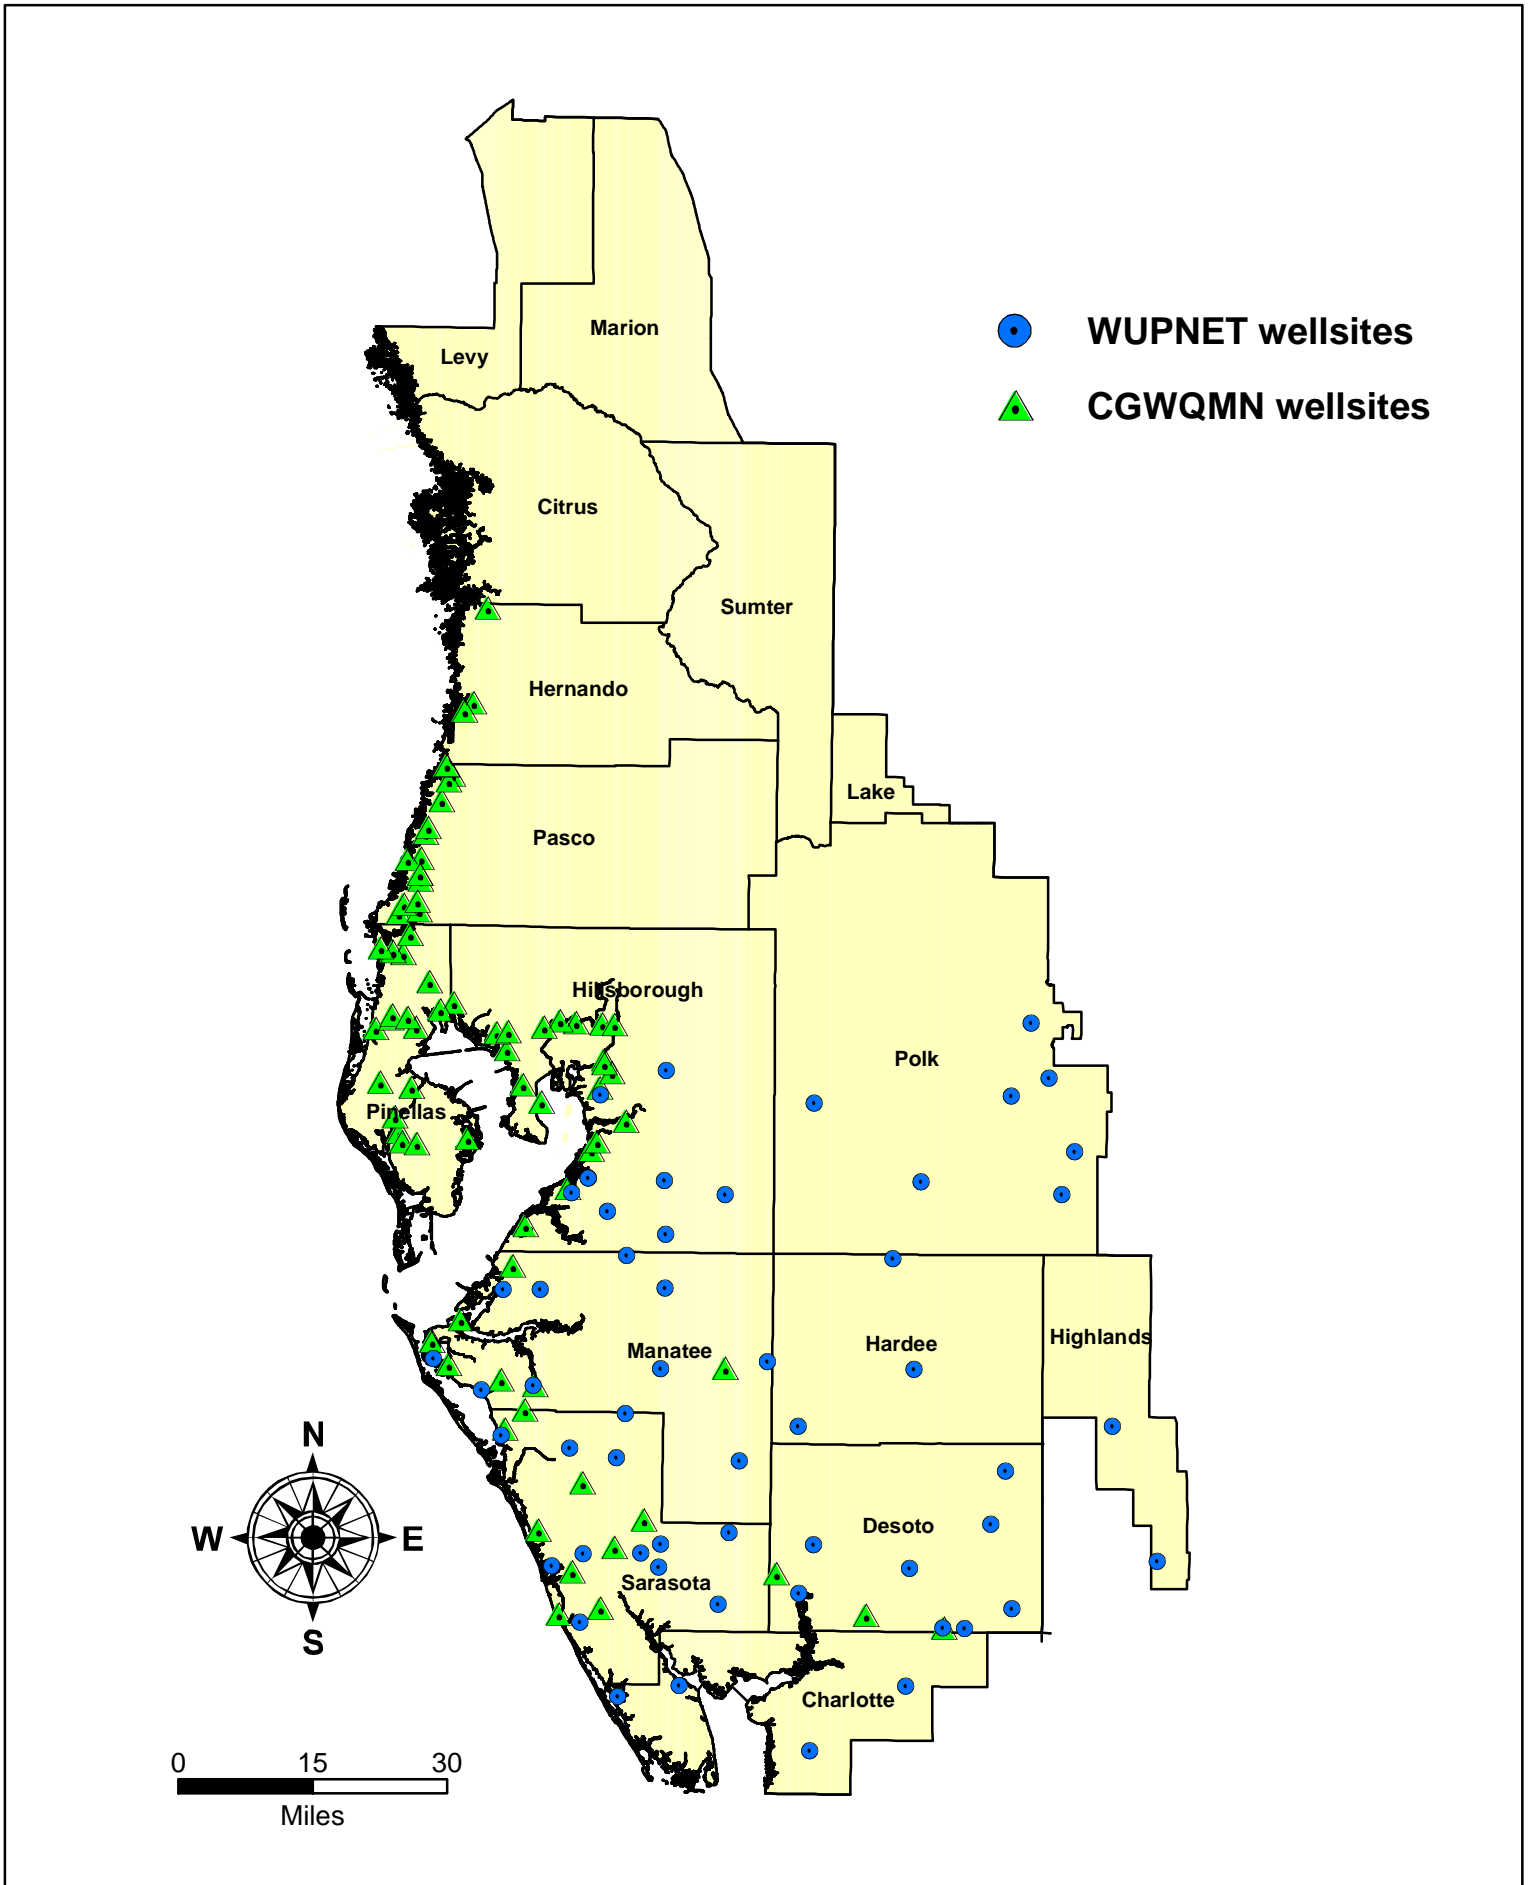 Marion
WUPNET wellsites
Levy
CGWQMN wellsites
Citrus
Sumter
Hernando
Lake
Pasco
Hillsborough
Polk
Pinellas
Highlands
Hardee
Manatee
N
W
E
S
Desoto
Sarasota
Charlotte
0 15 30
Miles